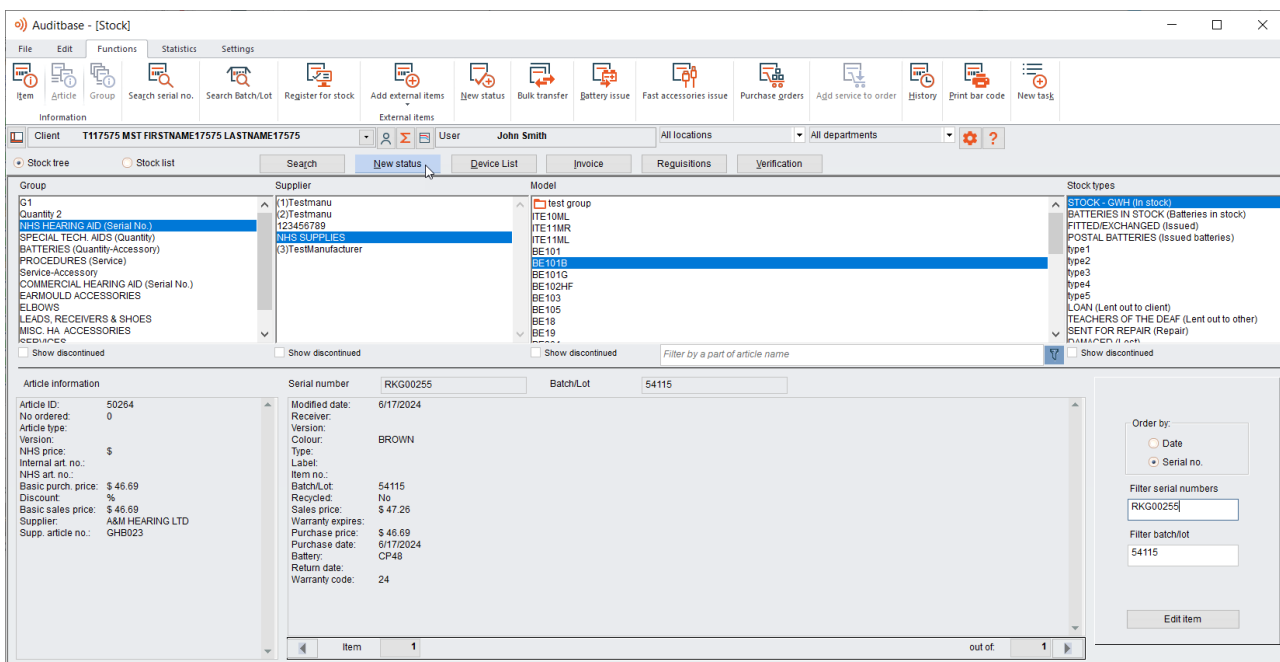 Auditbase - [Stock]
File Edit Functions Statistics Settings
Item Article Group Search serial no. Search Batch/Lot Register for stock Add external items New status Bulk transfer Battery issue Fast accessories issue Purchase orders Add service to order History Print bar code New task
Information External items
Client T117575 MST FIRSTNAME17575 LASTNAME17575 User John Smith All locations All departments
Stock tree Stock list Search New status Device List Invoice Requisitions Verification
Group
G1
Quantity 2
NHS HEARING AID (Serial No.)
SPECIAL TECH. AIDS (Quantity)
BATTERIES (Quantity-Accessory)
PROCEDURES (Service)
Service-Accessory
COMMERCIAL HEARING AID (Serial No.)
EARMOULD ACCESSORIES
ELBOWS
LEADS, RECEIVERS & SHOES
MISC. HA ACCESSORIES
SERVICES
Show discontinued
Supplier
(1)Testmanu
(2)Testmanu
123456789
NHS SUPPLIES
(3)TestManufacturer
Show discontinued
Model
test group
ITE10ML
ITE11MR
ITE11ML
BE101
BE101B
BE101G
BE102HF
BE103
BE105
BE18
BE19
Show discontinued
Filter by a part of article name
Stock types
STOCK - GWH (In stock)
BATTERIES IN STOCK (Batteries in stock)
FITTED/EXCHANGED (Issued)
POSTAL BATTERIES (Issued batteries)
type1
type2
type3
type4
type5
LOAN (Lent out to client)
TEACHERS OF THE DEAF (Lent out to other)
SENT FOR REPAIR (Repair)
DAMAGED (Lost)
Show discontinued
Article information
Article ID: 50264
No ordered: 0
Article type:
Version:
NHS price: $
Internal art. no.:
NHS art. no.:
Basic purch. price: $ 46.69
Discount: %
Basic sales price: $ 46.69
Supplier: A&M HEARING LTD
Supp. article no.: GHB023
Serial number RKG00255 Batch/Lot 54115
Modified date: 6/17/2024
Receiver:
Version:
Colour: BROWN
Type:
Label:
Item no.:
Batch/Lot: 54115
Recycled: No
Sales price: $ 47.26
Warranty expires:
Purchase price: $ 46.69
Purchase date: 6/17/2024
Battery: CP48
Return date:
Warranty code: 24
Item 1 out of: 1
Order by:
Date
Serial no.
Filter serial numbers
RKG00255
Filter batch/lot
54115
Edit item